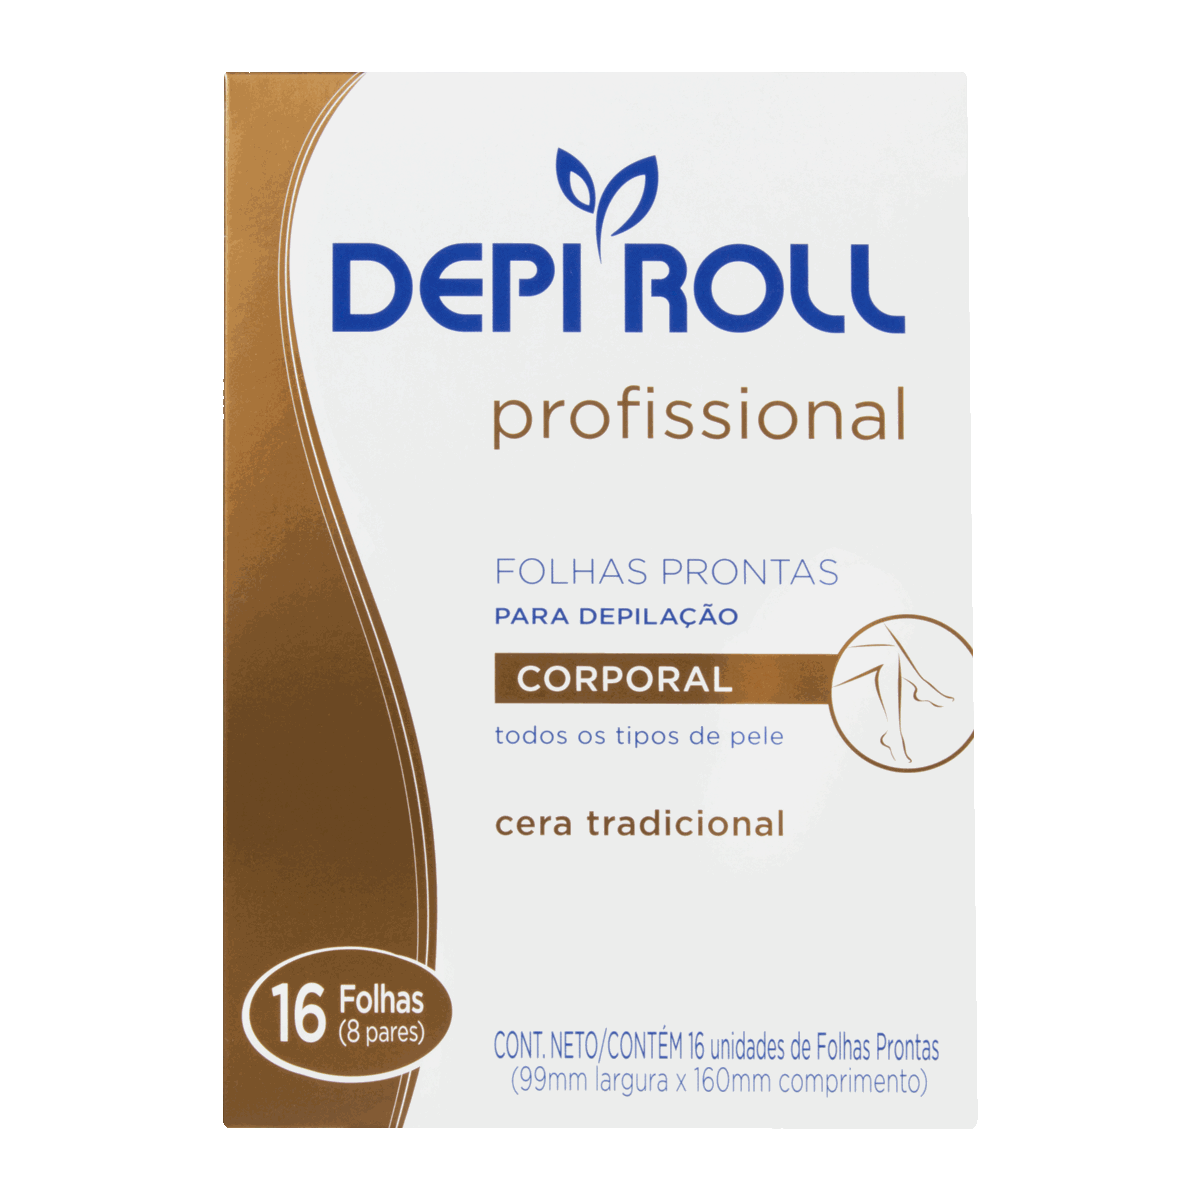 DEPI ROLL
profissional
FOLHAS PRONTAS
PARA DEPILAÇÃO
CORPORAL
todos os tipos de pele
cera tradicional
16 Folhas
(8 pares)
CONT. NETO/CONTÉM 16 unidades de Folhas Prontas
(99mm largura x 160mm comprimento)